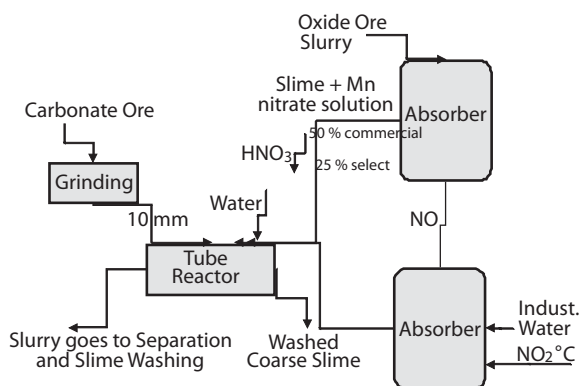 Oxide Ore
Slurry
Slime + Mn
nitrate solution
Absorber
Carbonate Ore
50 % commercial
HNO₃
25 % select
Grinding
Water
10 mm
NO
Tube
Reactor
Absorber
Indust.
Water
NO₂°C
Slurry goes to Separation
and Slime Washing
Washed
Coarse Slime